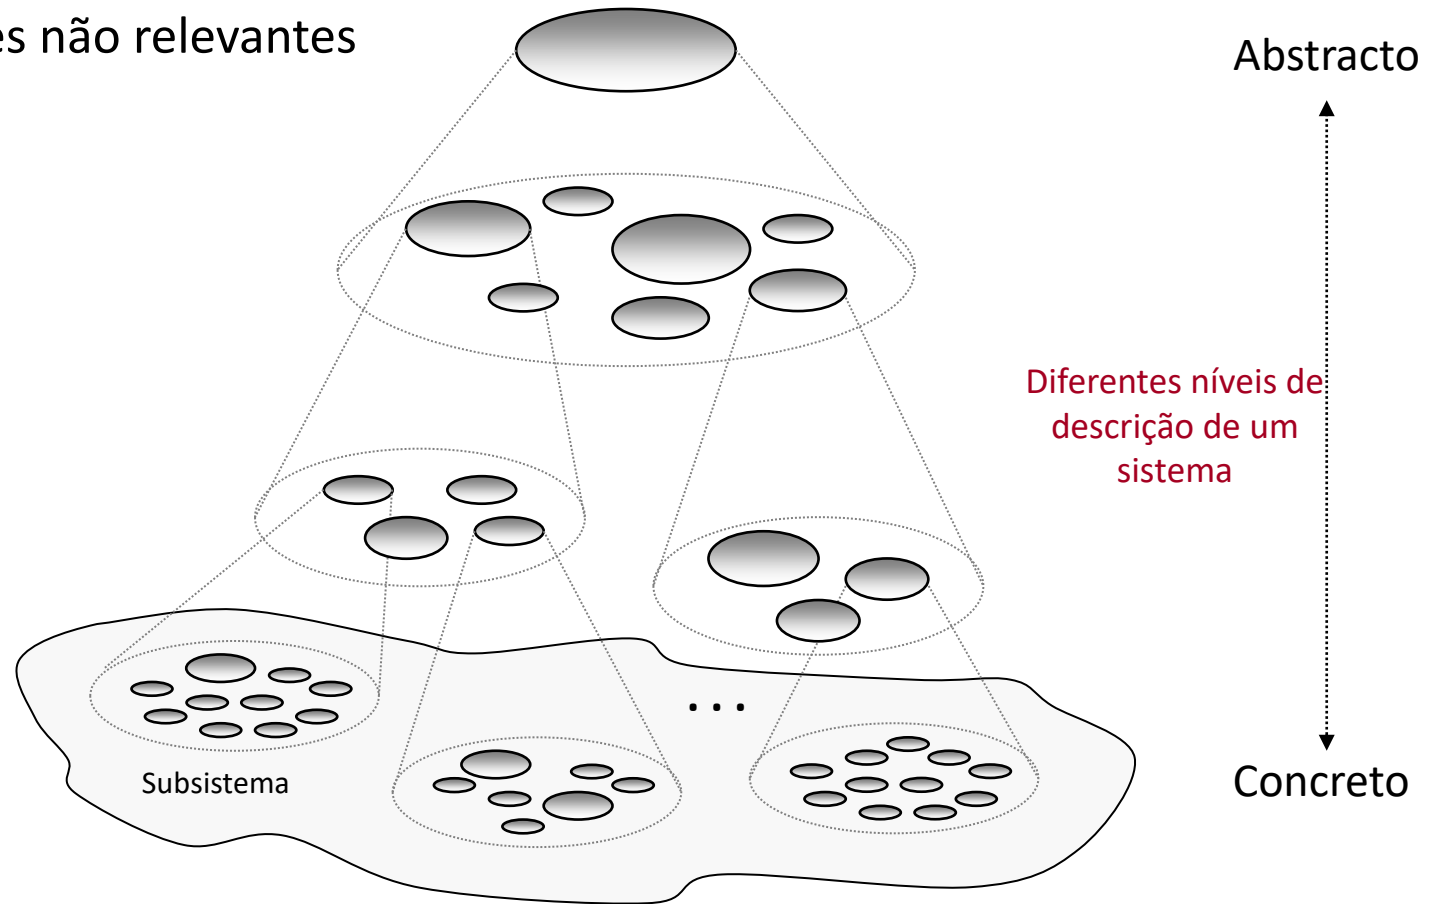 es não relevantes
Abstracto
Diferentes níveis de
descrição de um
sistema
...
Subsistema
Concreto